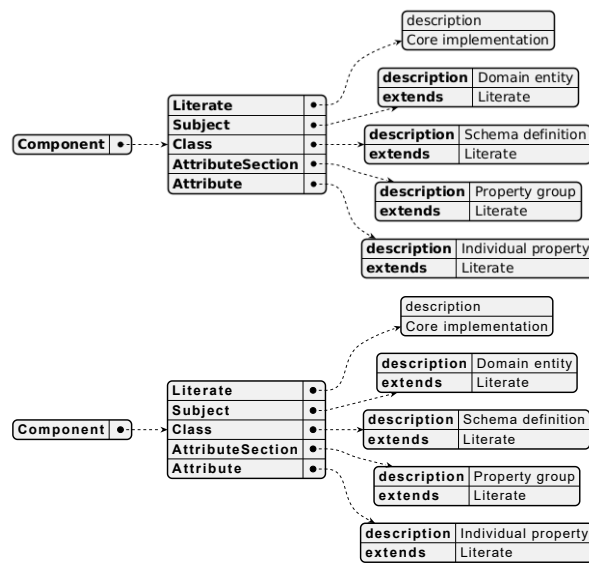 description
Core implementation
description Domain entity
extends Literate
Component
Literate
Subject
Class
AttributeSection
Attribute
description Schema definition
extends Literate
description Property group
extends Literate
description Individual property
extends Literate
description
Core implementation
description Domain entity
extends Literate
Component
Literate
Subject
Class
AttributeSection
Attribute
description Schema definition
extends Literate
description Property group
extends Literate
description Individual property
extends Literate